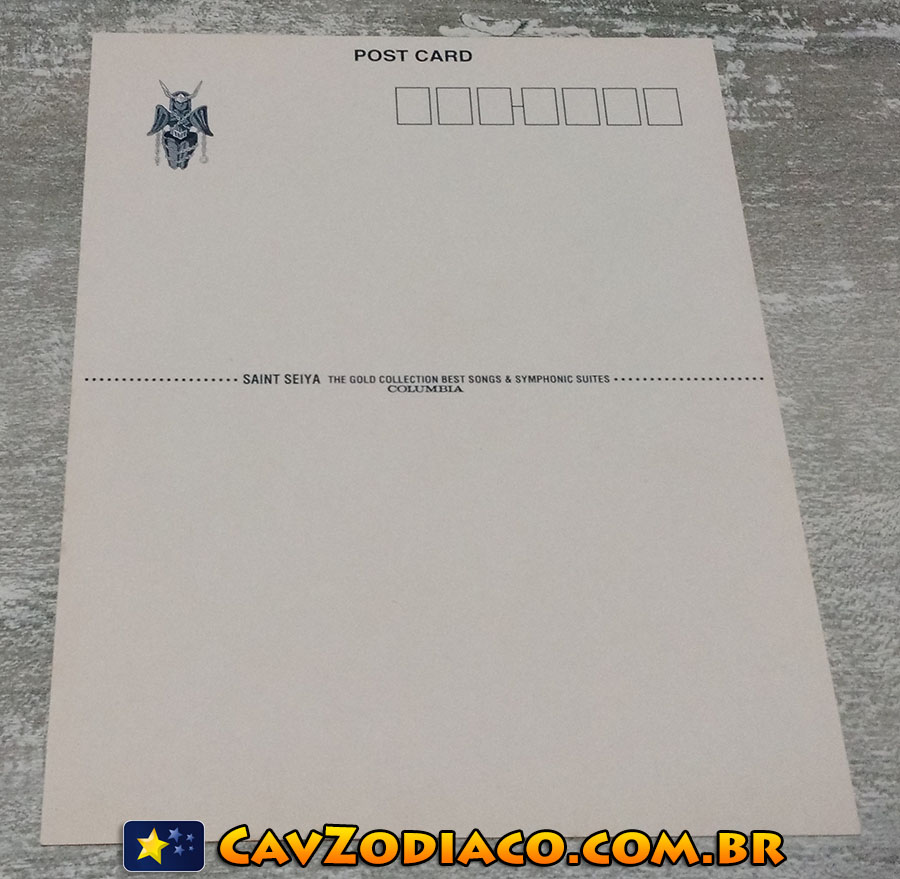 POST CARD
SAINT SEIYA THE GOLD COLLECTION BEST SONGS & SYMPHONIC SUITES
COLUMBIA
CavZodiaco.com.br